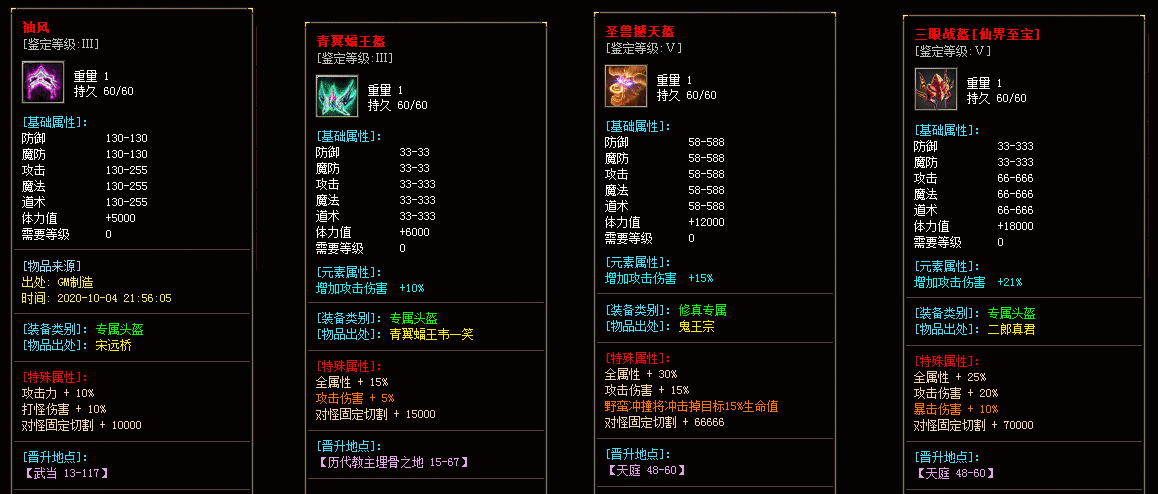 袖风
[鉴定等级:III]
重量 1
持久 60/60
[基础属性]:
防御 130-130
魔防 130-130
攻击 130-255
魔法 130-255
道术 130-255
体力值 +5000
需要等级 0
[物品来源]
出处: GM制造
时间: 2020-10-04 21:56:05
[装备类别]: 专属头盔
[物品出处]: 宋远桥
[特殊属性]:
攻击力 + 10%
打怪伤害 + 10%
对怪固定切割 + 10000
[晋升地点]:
【武当 13-117】
青翼蝠王盔
[鉴定等级:III]
重量 1
持久 60/60
[基础属性]:
防御 33-33
魔防 33-33
攻击 33-333
魔法 33-333
道术 33-333
体力值 +6000
需要等级 0
[元素属性]:
增加攻击伤害 +10%
[装备类别]: 专属头盔
[物品出处]: 青翼蝠王韦一笑
[特殊属性]:
全属性 + 15%
攻击伤害 + 5%
对怪固定切割 + 15000
[晋升地点]:
【历代教主埋骨之地 15-67】
圣兽撼天盔
[鉴定等级:V]
重量 1
持久 60/60
[基础属性]:
防御 58-588
魔防 58-588
攻击 58-588
魔法 58-588
道术 58-588
体力值 +12000
需要等级 0
[元素属性]:
增加攻击伤害 +15%
[装备类别]: 修真专属
[物品出处]: 鬼王宗
[特殊属性]:
全属性 + 30%
攻击伤害 + 15%
野蛮冲撞将冲击掉目标15%生命值
对怪固定切割 + 66666
[晋升地点]:
【天庭 48-60】
三眼战盔[仙界至宝]
[鉴定等级:V]
重量 1
持久 60/60
[基础属性]:
防御 33-333
魔防 33-333
攻击 66-666
魔法 66-666
道术 66-666
体力值 +18000
需要等级 0
[元素属性]:
增加攻击伤害 +21%
[装备类别]: 专属头盔
[物品出处]: 二郎真君
[特殊属性]:
全属性 + 25%
攻击伤害 + 20%
暴击伤害 + 10%
对怪固定切割 + 70000
[晋升地点]:
【天庭 48-60】